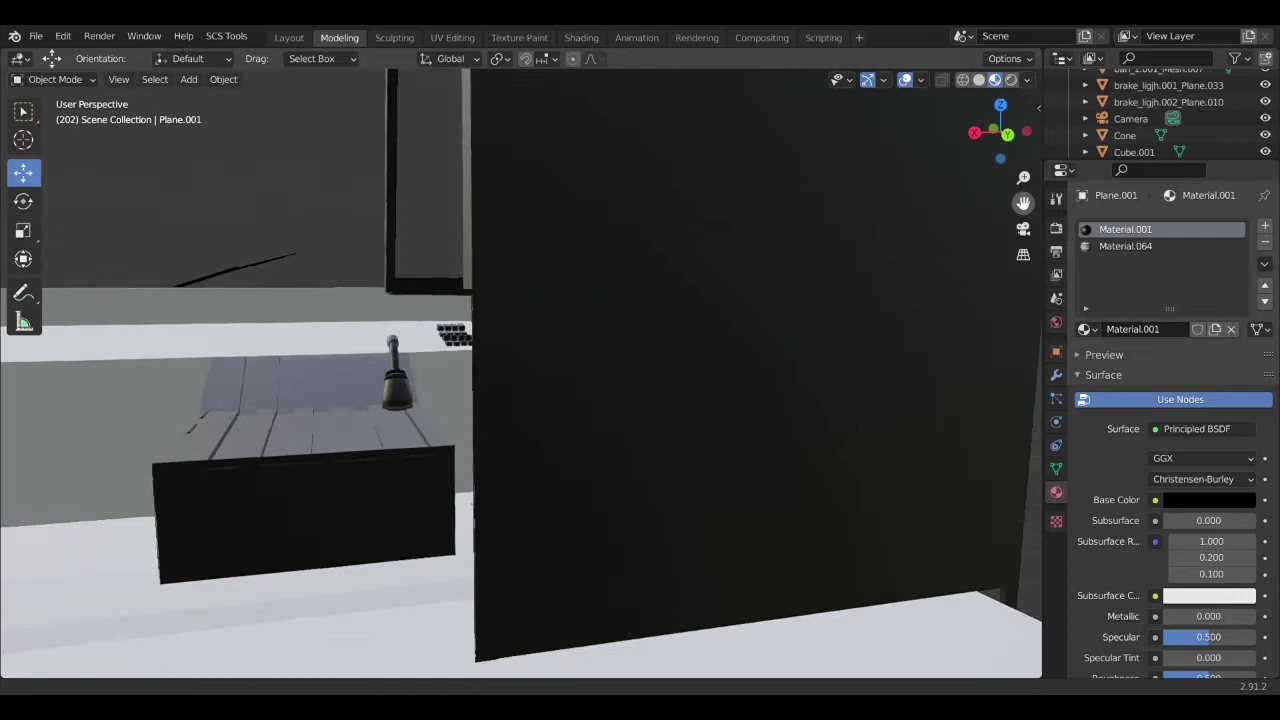 File Edit Render Window Help SCS Tools Layout Modeling Sculpting UV Editing Texture Paint Shading Animation Rendering Compositing Scripting + Scene View Layer
Orientation: Default Drag: Select Box Global Options
Object Mode View Select Add Object
User Perspective
(202) Scene Collection | Plane.001
Z
X
Y
brake_ligjh.001_Plane.033
brake_ligjh.002_Plane.010
Camera
Cone
Cube.001
Plane.001 Material.001
Material.001
Material.064
Material.001
Preview
Surface
Use Nodes
Surface Principled BSDF
GGX
Christensen-Burley
Base Color
Subsurface 0.000
Subsurface R... 1.000
0.200
0.100
Subsurface C...
Metallic 0.000
Specular 0.500
Specular Tint 0.000
2.91.2